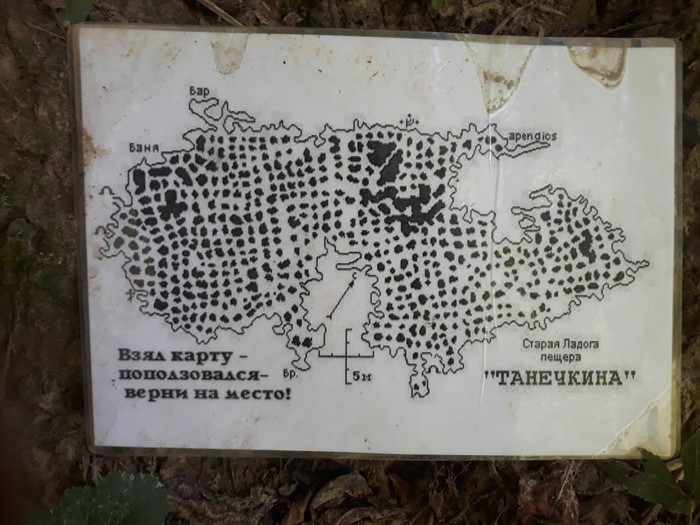 Бар
Баня
apendics
Взял карту -
поползовался-
верни на место!
Вр.
5м
Старая Ладога
пещера
"ТАНЕЧКИНА"